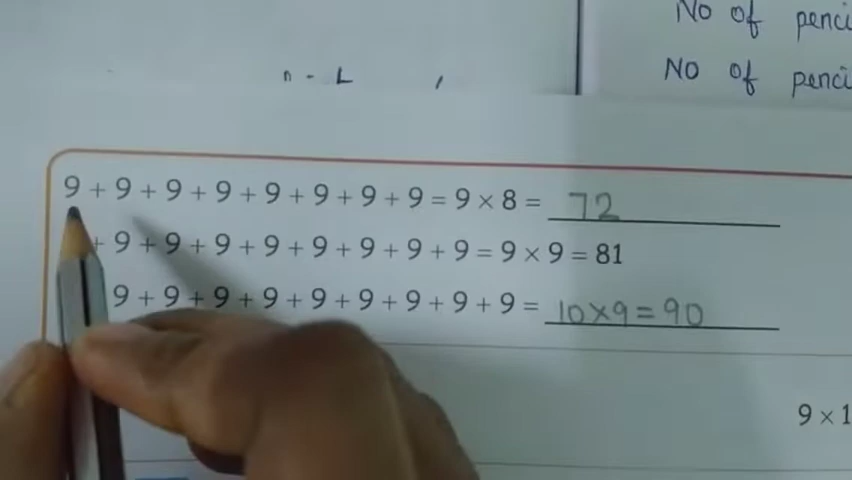 No of
NO of
9 + 9 + 9 + 9 + 9 + 9 + 9 + 9 = 9 × 8 = 72
+ 9 + 9 + 9 + 9 + 9 + 9 + 9 + 9 = 9 × 9 = 81
9 + 9 + 9 + 9 + 9 + 9 + 9 + 9 + 9 = 10×9=90
9 × 1